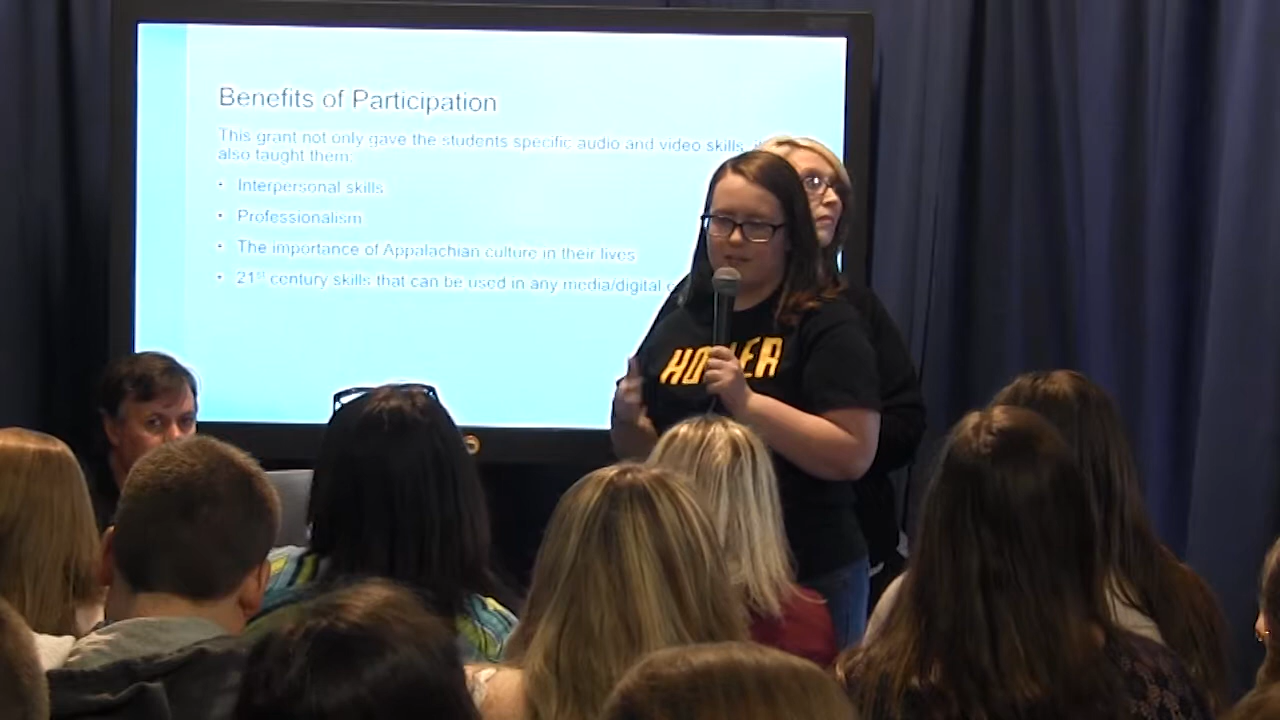 Benefits of Participation
This grant not only gave the students specific audio and video skills, it
also taught them:
• Interpersonal skills
• Professionalism
• The importance of Appalachian culture in their lives
• 21st century skills that can be used in any media/digital